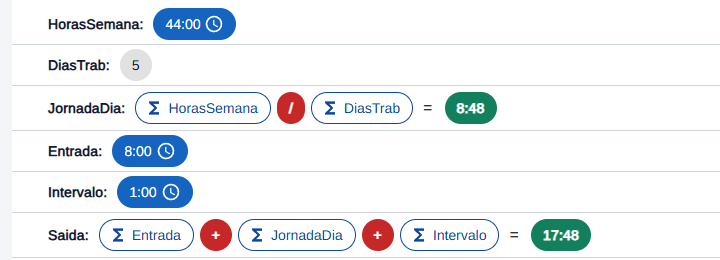 HorasSemana: 44:00
DiasTrab: 5
JornadaDia: Σ HorasSemana / Σ DiasTrab = 8:48
Entrada: 8:00
Intervalo: 1:00
Saida: Σ Entrada + Σ JornadaDia + Σ Intervalo = 17:48